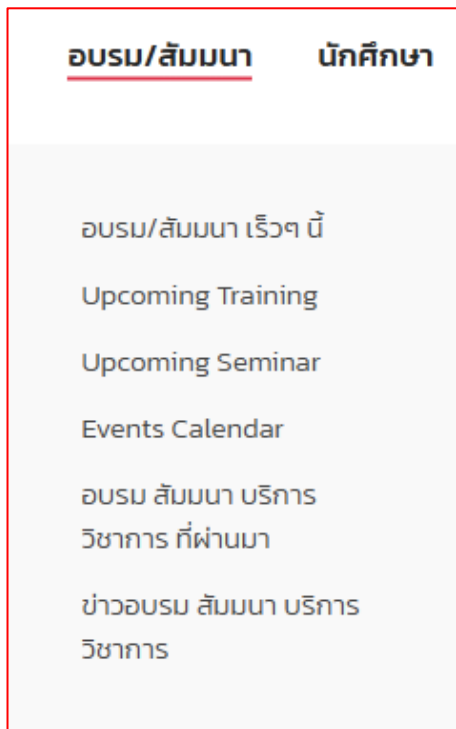 อบรม/สัมมนา นักศึกษา
อบรม/สัมมนา เร็วๆ นี้
Upcoming Training
Upcoming Seminar
Events Calendar
อบรม สัมมนา บริการ
วิชาการ ที่ผ่านมา
ข่าวอบรม สัมมนา บริการ
วิชาการ